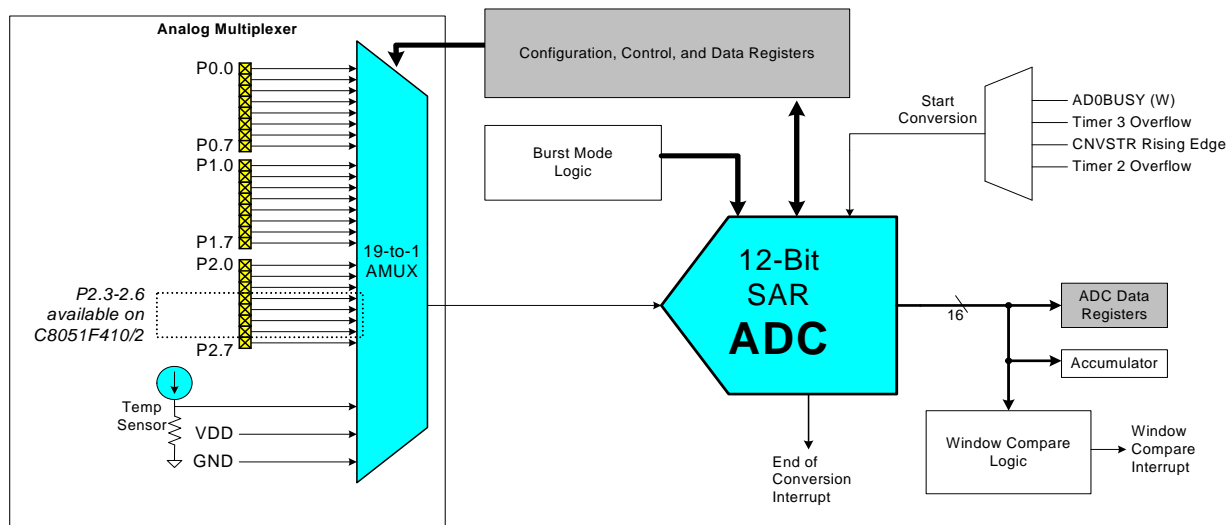 Analog Multiplexer
P0.0
P0.7
P1.0
P1.7
P2.0
P2.3-2.6
available on
C8051F410/2
P2.7
Temp
Sensor
VDD
GND
19-to-1
AMUX
Configuration, Control, and Data Registers
Burst Mode
Logic
Start
Conversion
AD0BUSY (W)
Timer 3 Overflow
CNVSTR Rising Edge
Timer 2 Overflow
12-Bit
SAR
ADC
16
ADC Data
Registers
Accumulator
Window Compare
Logic
Window
Compare
Interrupt
End of
Conversion
Interrupt